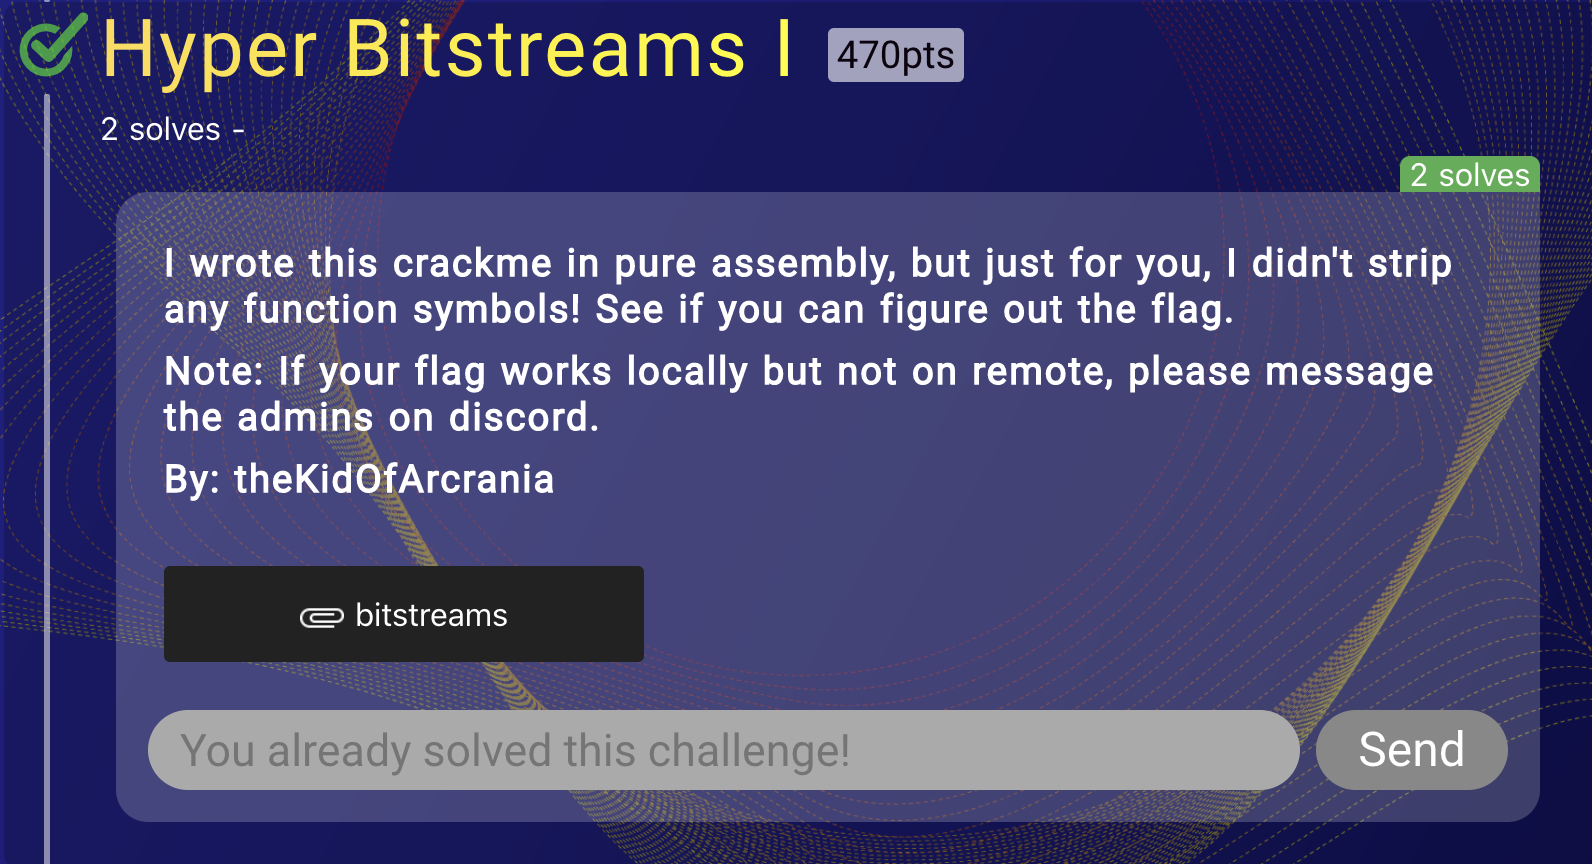 Hyper Bitstreams I 470pts
2 solves -
2 solves
I wrote this crackme in pure assembly, but just for you, I didn't strip
any function symbols! See if you can figure out the flag.
Note: If your flag works locally but not on remote, please message
the admins on discord.
By: theKidOfArcrania
bitstreams
You already solved this challenge!
Send